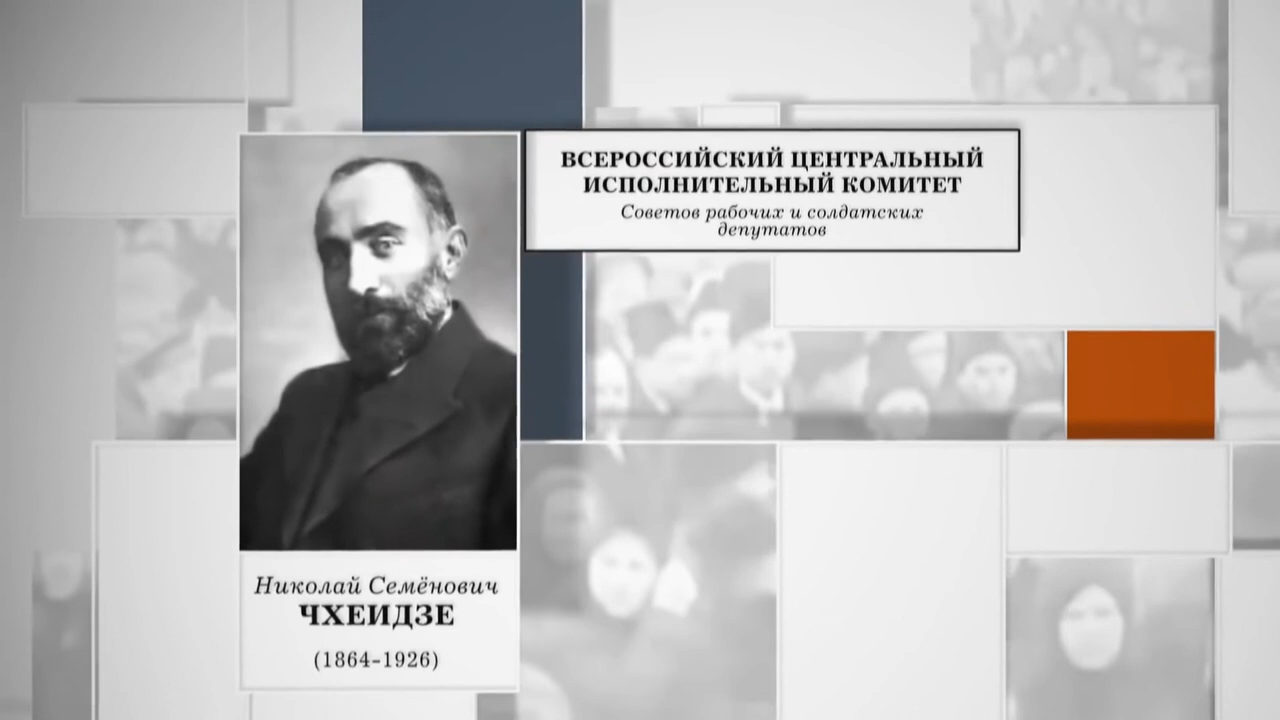 ВСЕРОССИЙСКИЙ ЦЕНТРАЛЬНЫЙ
ИСПОЛНИТЕЛЬНЫЙ КОМИТЕТ
Советов рабочих и солдатских
депутатов
Николай Семёнович
ЧХЕИДЗЕ
(1864–1926)